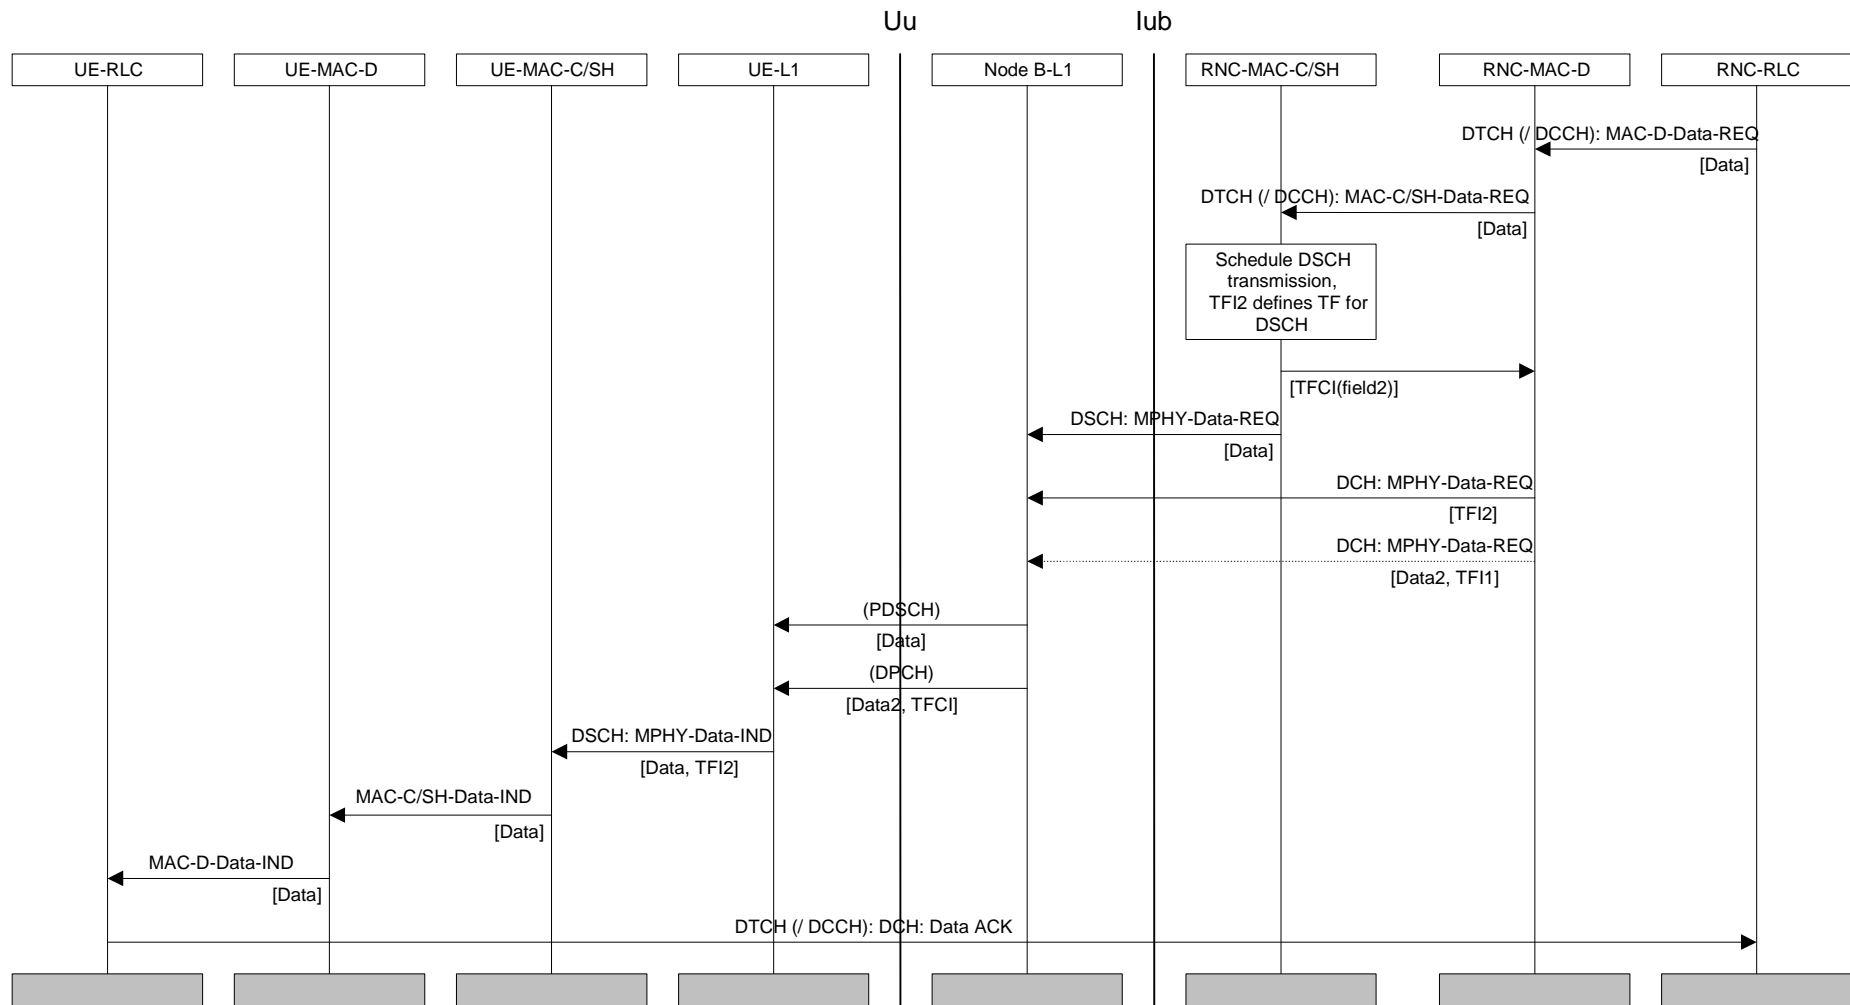 Uu
Iub
UE-RLC
UE-MAC-D
UE-MAC-C/SH
UE-L1
Node B-L1
RNC-MAC-C/SH
RNC-MAC-D
RNC-RLC
DTCH (/ DCCH): MAC-D-Data-REQ
[Data]
DTCH (/ DCCH): MAC-C/SH-Data-REQ
[Data]
Schedule DSCH
transmission,
TFI2 defines TF for
DSCH
[TFCI(field2)]
DSCH: MPHY-Data-REQ
[Data]
DCH: MPHY-Data-REQ
[TFI2]
DCH: MPHY-Data-REQ
[Data2, TFI1]
(PDSCH)
[Data]
(DPCH)
[Data2, TFCI]
DSCH: MPHY-Data-IND
[Data, TFI2]
MAC-C/SH-Data-IND
[Data]
MAC-D-Data-IND
[Data]
DTCH (/ DCCH): DCH: Data ACK